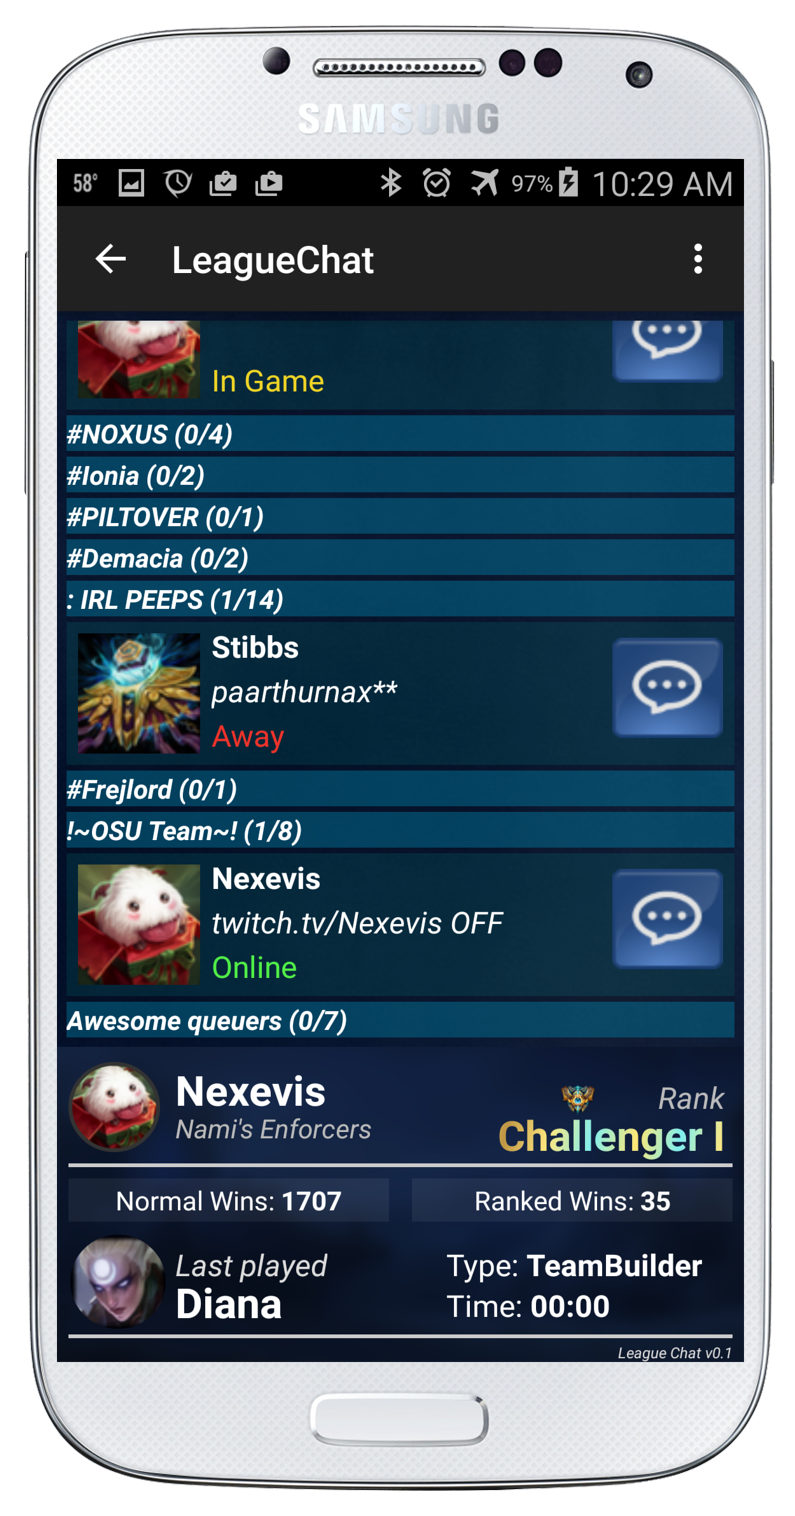 SAMSUNG
58° 97% 10:29 AM
LeagueChat
In Game
#NOXUS (0/4)
#Ionia (0/2)
#PILTOVER (0/1)
#Demacia (0/2)
: IRL PEEPS (1/14)
Stibbs
paarthurnax**
Away
#Frejlord (0/1)
!~OSU Team~! (1/8)
Nexevis
twitch.tv/Nexevis OFF
Online
Awesome queuers (0/7)
Nexevis
Nami's Enforcers
Rank
Challenger I
Normal Wins: 1707
Ranked Wins: 35
Last played
Diana
Type: TeamBuilder
Time: 00:00
League Chat v0.1